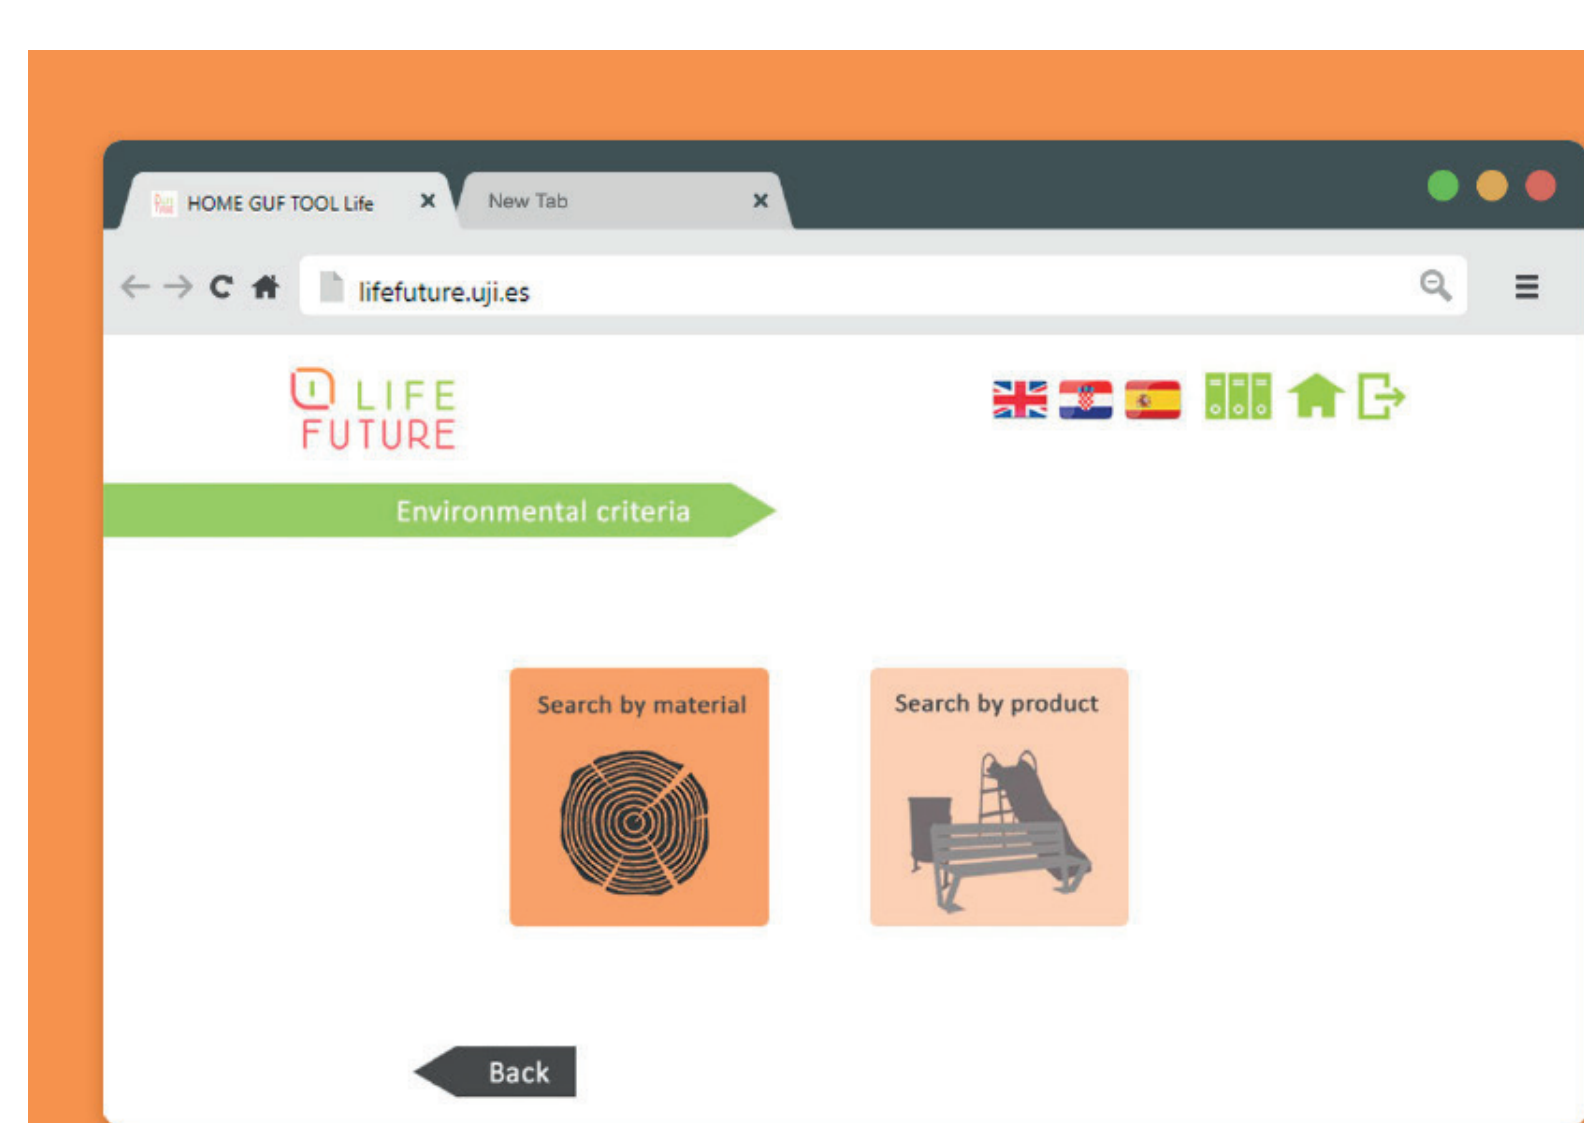 HOME GUF TOOL Life
New Tab
lifefuture.uji.es
LIFE
FUTURE
Environmental criteria
Search by material
Search by product
Back